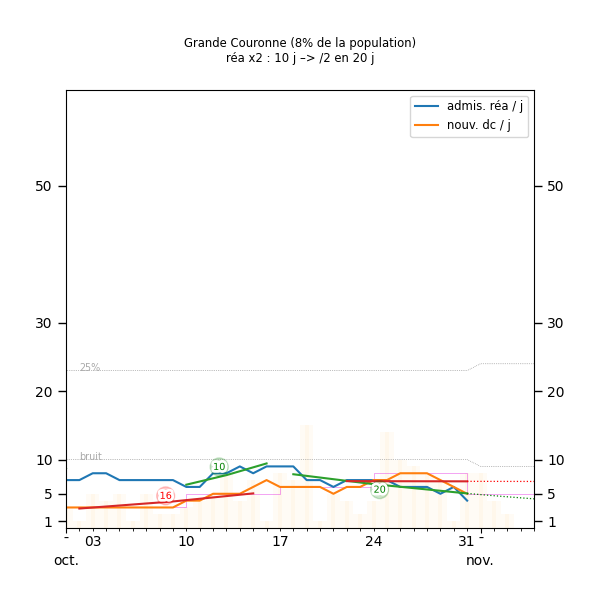 Grande Couronne (8% de la population)
réa x2 : 10 j –> /2 en 20 j
admis. réa / j
nouv. dc / j
50 50
30 30
25%
20 20
bruit
10 10
10
16
20
5 5
1 1
- 03 10 17 24 31 -
oct. nov.